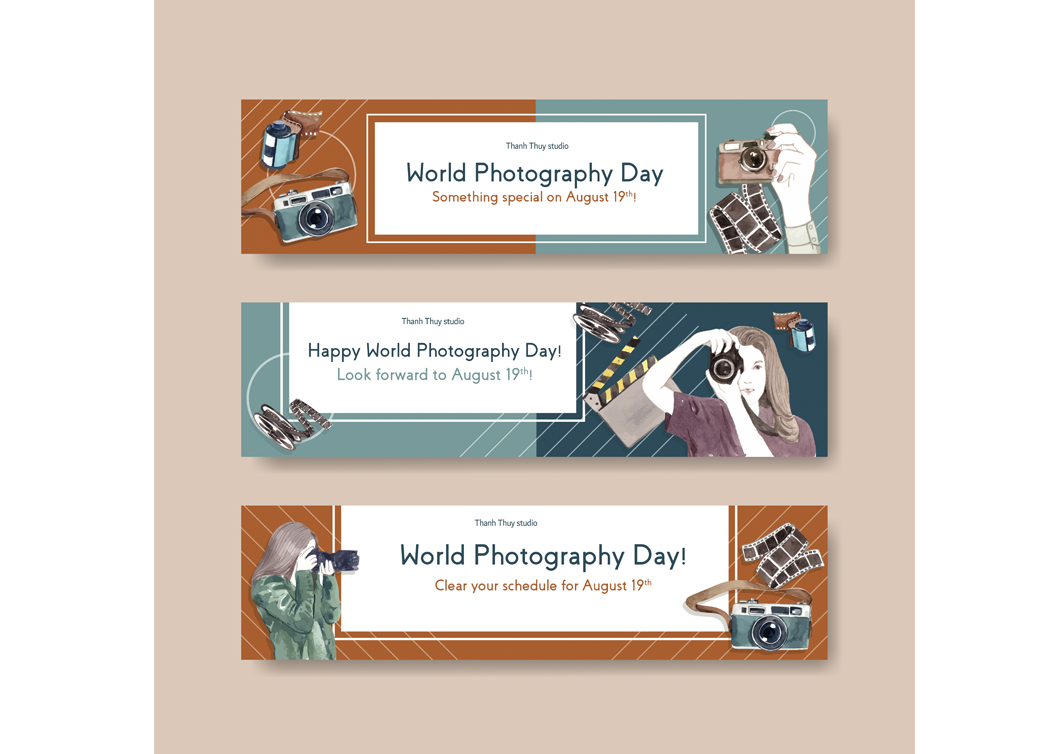 Thanh Thuy studio
World Photography Day
Something special on August 19th!
Thanh Thuy studio
Happy World Photography Day!
Look forward to August 19th!
Thanh Thuy studio
World Photography Day!
Clear your schedule for August 19th